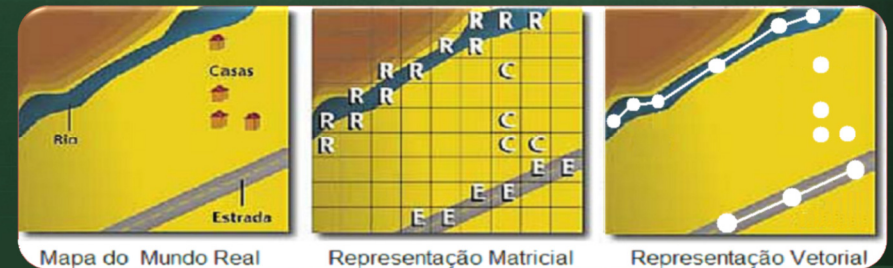 Casas
Rio
Estrada
R R R
R R
R R C
R R
R R C
R C C
E E
E E
E E
Mapa do Mundo Real
Representação Matricial
Representação Vetorial